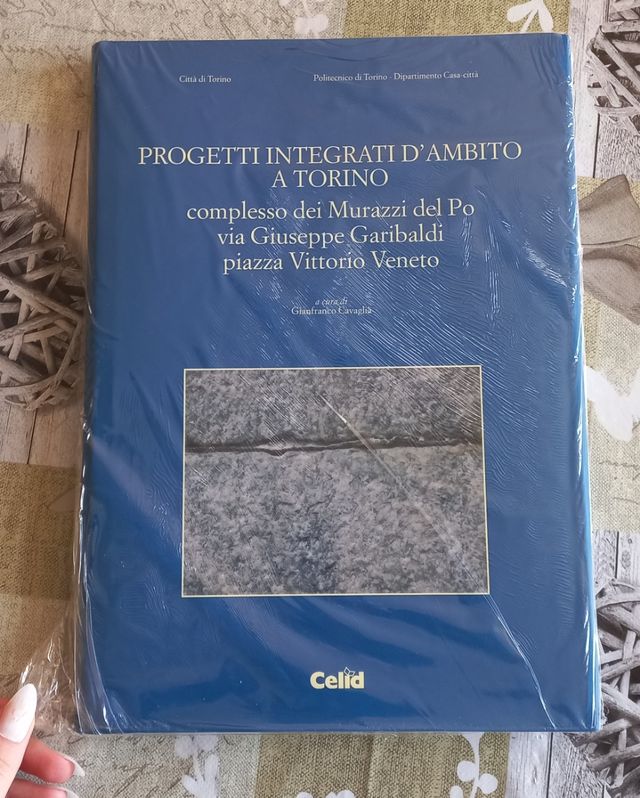 Città di Torino
Politecnico di Torino - Dipartimento Casa-città
PROGETTI INTEGRATI D'AMBITO
A TORINO
complesso dei Murazzi del Po
via Giuseppe Garibaldi
piazza Vittorio Veneto
a cura di
Gianfranco Cavaglià
Celid